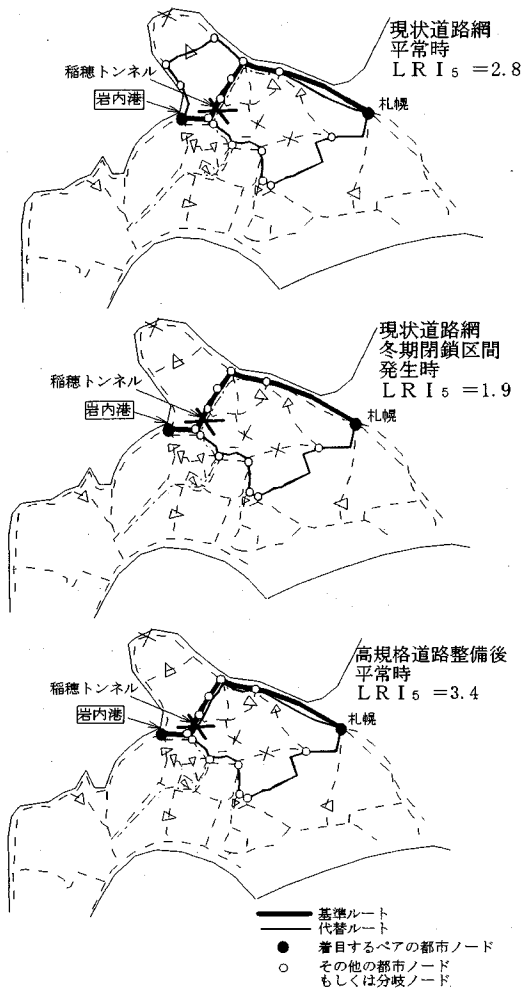 現状道路網
平常時
LRI5 =2.8
稲穂トンネル
岩内港
札幌
現状道路網
冬期閉鎖区間
発生時
LRI5 =1.9
稲穂トンネル
岩内港
札幌
高規格道路整備後
平常時
LRI5 =3.4
稲穂トンネル
岩内港
札幌
基準ルート
代替ルート
着目するペアの都市ノード
その他の都市ノード
もしくは分岐ノード